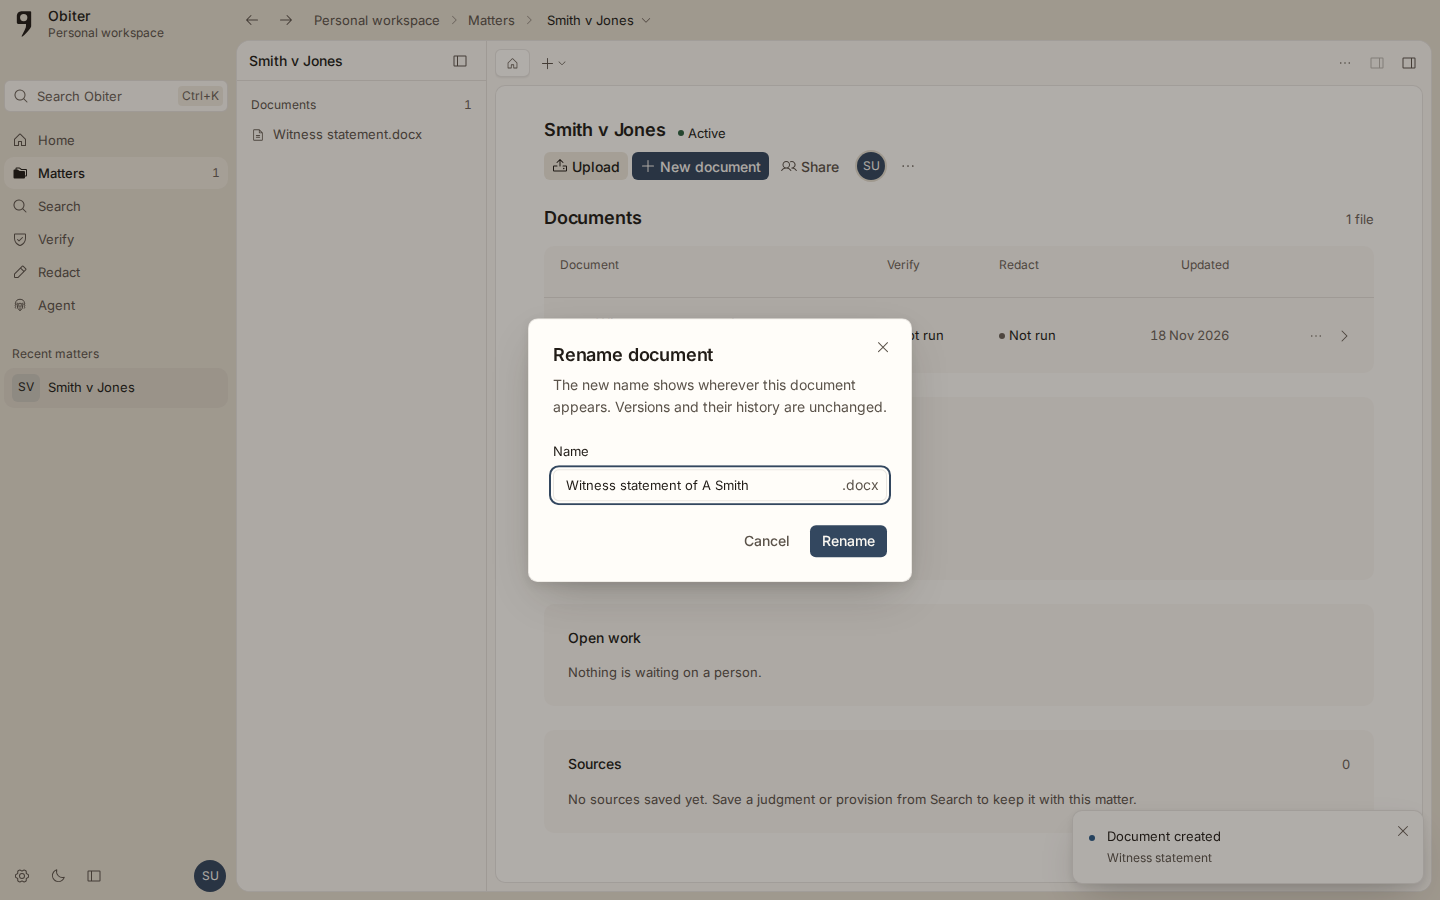 Obiter
Personal workspace
Personal workspace > Matters > Smith v Jones
Search Obiter Ctrl+K
Home
Matters 1
Search
Verify
Redact
Agent
Recent matters
SV Smith v Jones
SU
Smith v Jones
Documents 1
Witness statement.docx
Smith v Jones Active
Upload New document Share SU
Documents 1 file
Document Verify Redact Updated
run Not run 18 Nov 2026
Rename document
The new name shows wherever this document
appears. Versions and their history are unchanged.
Name
Witness statement of A Smith .docx
Cancel Rename
Open work
Nothing is waiting on a person.
Sources 0
No sources saved yet. Save a judgment or provision from Search to keep it with this matter.
Document created
Witness statement